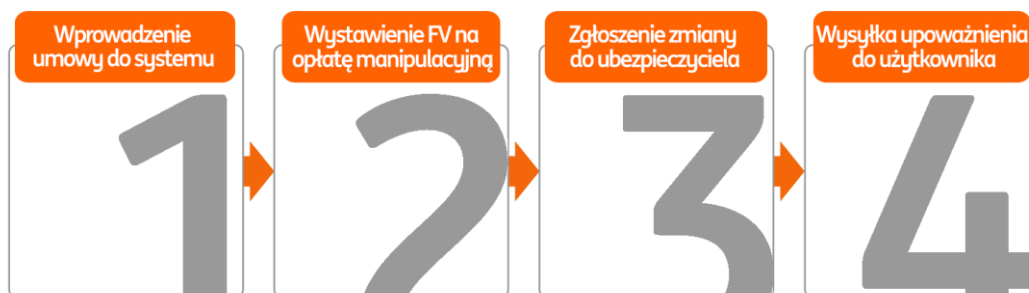 Wprowadzenie
umowy do systemu
1
Wystawienie FV na
opłatę manipulacyjną
2
Zgłoszenie zmiany
do ubezpieczyciela
3
Wysyłka upoważnienia
do użytkownika
4